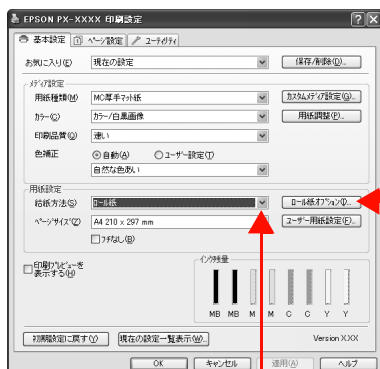 EPSON PX-XXXX 印刷設定
基本設定 ページ設定 ユーティリティ
お気に入り(E) 現在の設定 保存/削除(D)...
メディア設定
用紙種類(M) MC厚手マット紙 カスタムメディア設定(G)...
カラー(C) カラー/白黒画像 用紙調整(P)...
印刷品質(Q) 速い
色補正 自動(A) ユーザー設定(T)
自然な色あい
用紙設定
給紙方法(S) ロール紙 ロール紙オプション(I)...
ページサイズ(Z) A4 210 x 297 mm ユーザー用紙設定(F)...
フチなし(B)
印刷プレビューを
表示する(H)
インク残量
MB MB M M C C Y Y
初期設定に戻す(Y) 現在の設定一覧表示(W)... Version X.XX
OK キャンセル 適用(A) ヘルプ